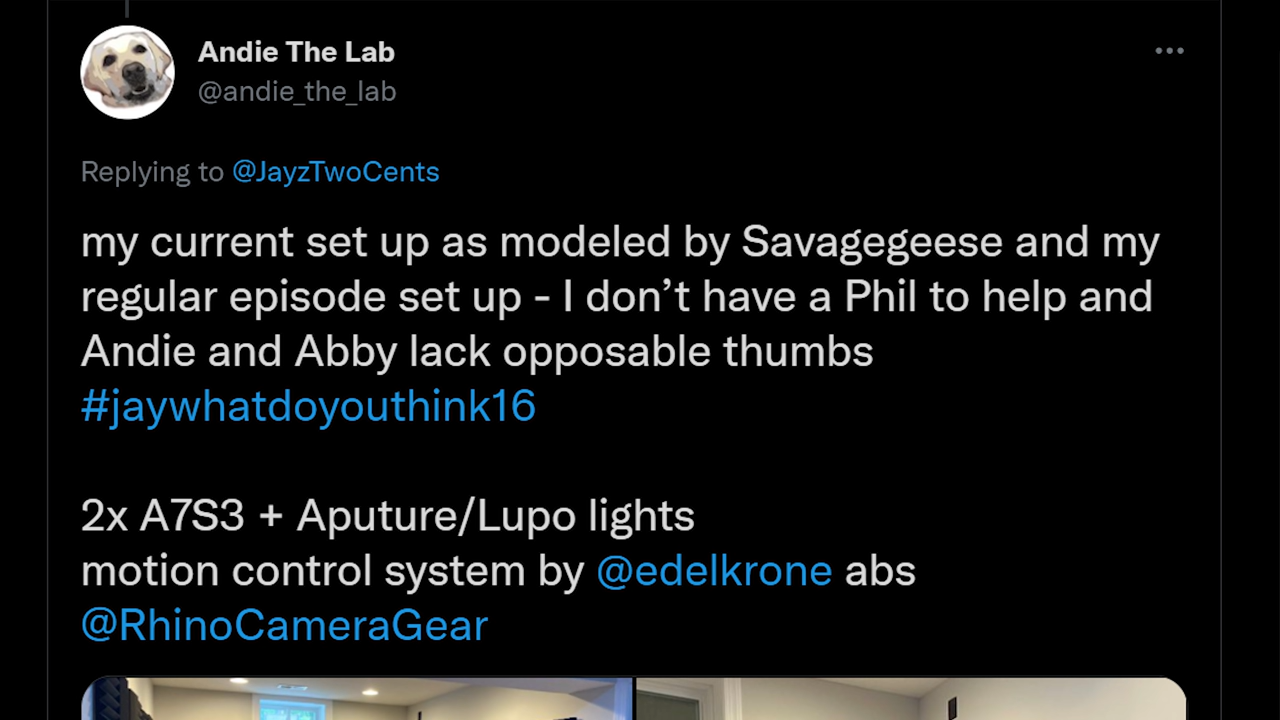 Andie The Lab
@andie_the_lab
Replying to @JayzTwoCents
my current set up as modeled by Savagegeese and my
regular episode set up - I don’t have a Phil to help and
Andie and Abby lack opposable thumbs
#jaywhatdoyouthink16
2x A7S3 + Aputure/Lupo lights
motion control system by @edelkrone abs
@RhinoCameraGear